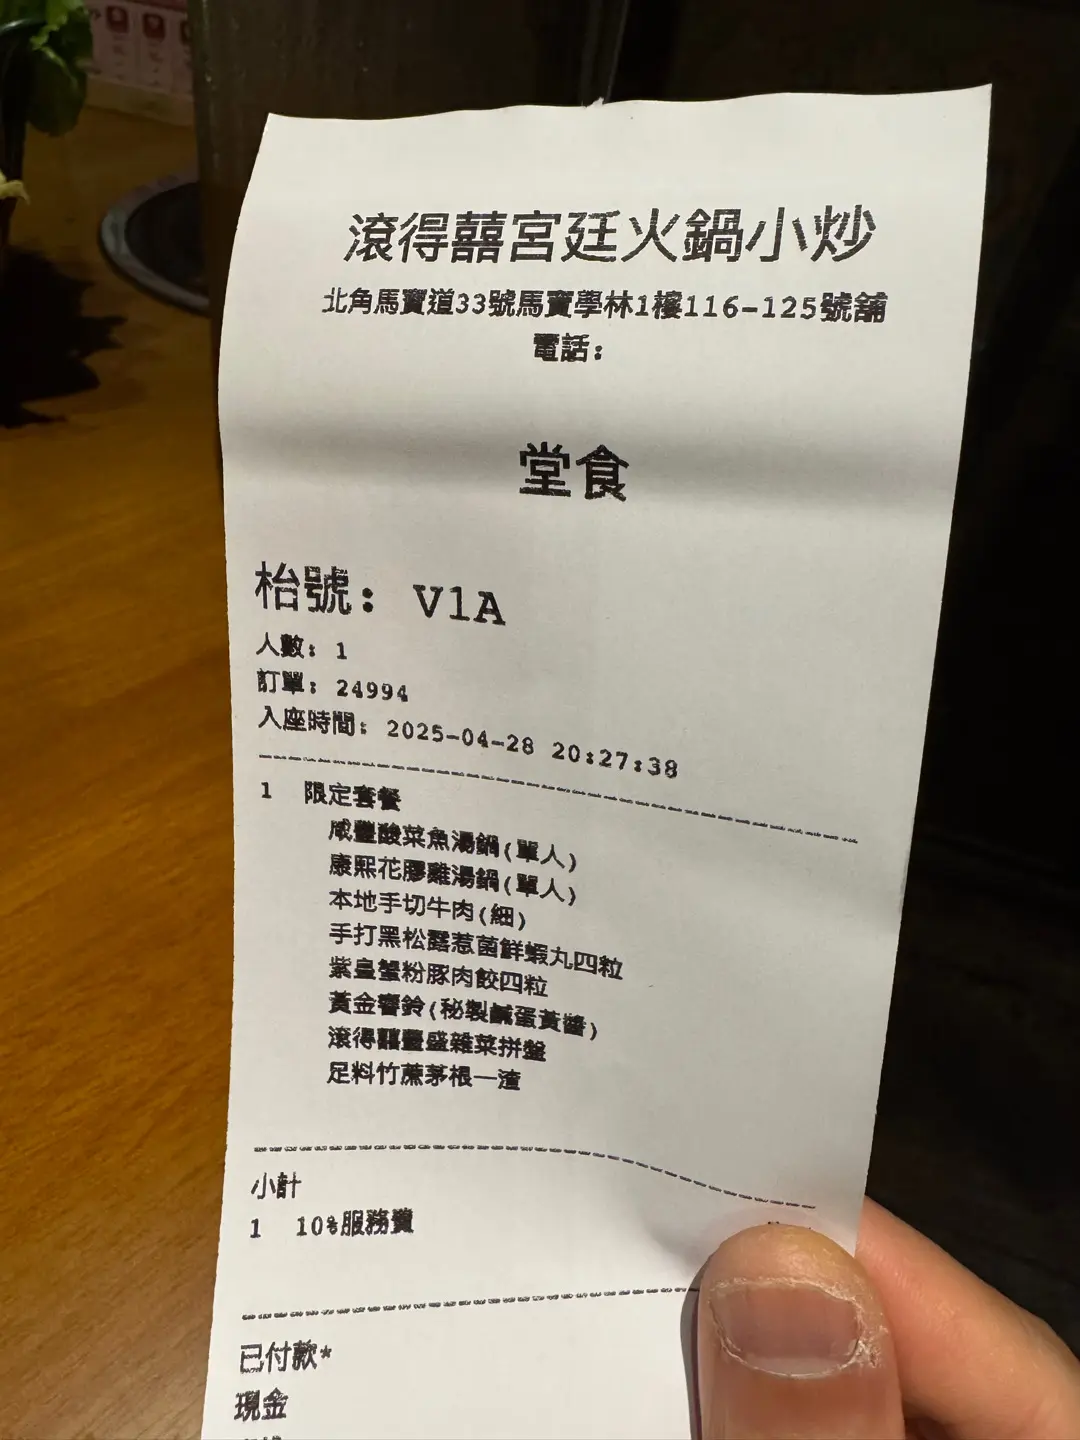 滾得囍宮廷火鍋小炒
北角馬寶道33號馬寶學林1樓116-125號舖
電話:
堂食
枱號: V1A
人數: 1
訂單: 24994
入座時間: 2025-04-28 20:27:38
1 限定套餐
咸豐酸菜魚湯鍋(單人)
康熙花膠雞湯鍋(單人)
本地手切牛肉(細)
手打黑松露惹菌鮮蝦丸四粒
紫皇蟹粉豚肉餃四粒
黃金響鈴(秘製鹹蛋黃醬)
滾得囍豐盛雜菜拼盤
足料竹蔗茅根一渣
小計
1 10%服務費
已付款*
現金